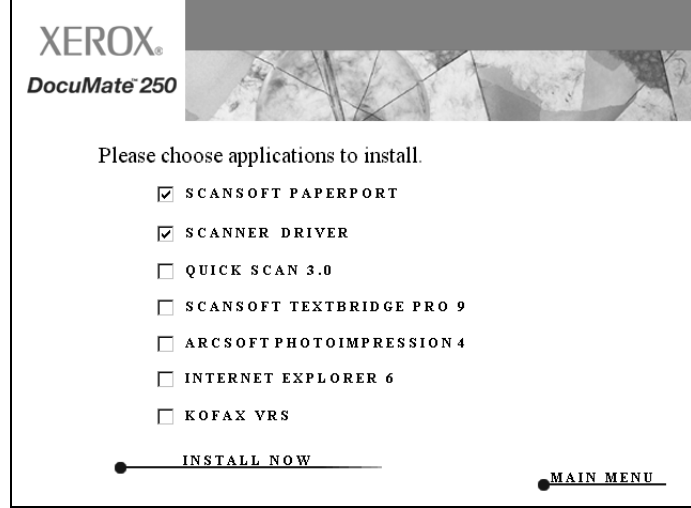 XEROX®
DocuMate™ 250
Please choose applications to install.
SCANSOFT PAPERPORT
SCANNER DRIVER
QUICK SCAN 3.0
SCANSOFT TEXTBRIDGE PRO 9
ARCSOFT PHOTOIMPRESSION 4
INTERNET EXPLORER 6
KOFAX VRS
INSTALL NOW
MAIN MENU